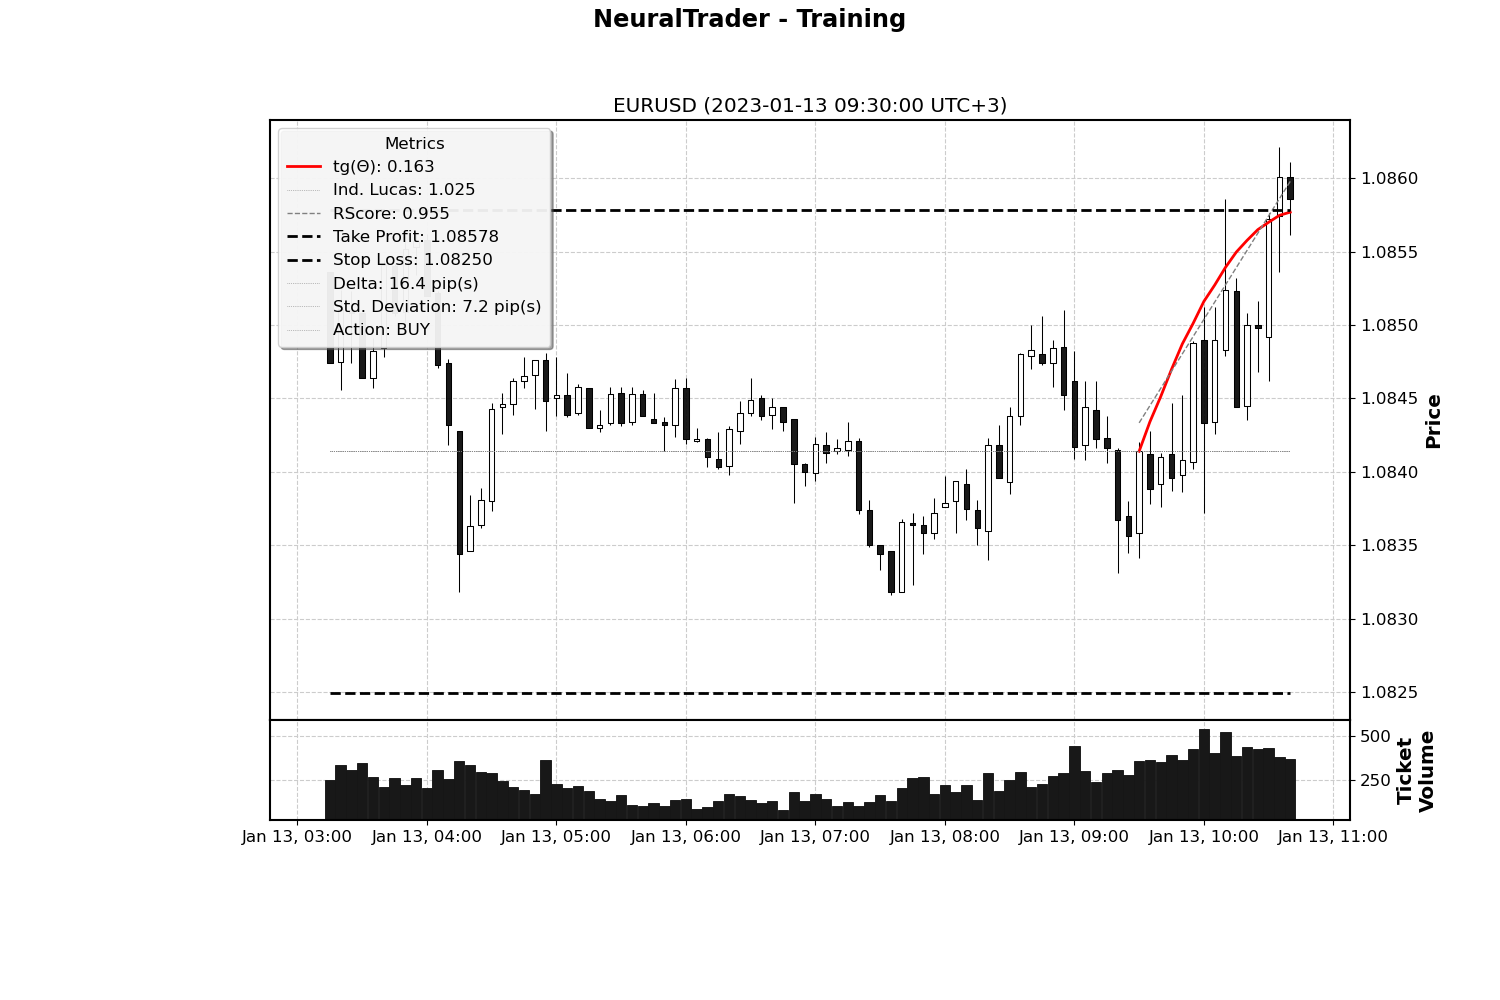 NeuralTrader - Training
EURUSD (2023-01-13 09:30:00 UTC+3)
Metrics
tg(Θ): 0.163
Ind. Lucas: 1.025
RScore: 0.955
Take Profit: 1.08578
Stop Loss: 1.08250
Delta: 16.4 pip(s)
Std. Deviation: 7.2 pip(s)
Action: BUY
1.0860
1.0855
1.0850
1.0845
1.0840
1.0835
1.0830
1.0825
Price
500
250
Ticket
Volume
Jan 13, 03:00
Jan 13, 04:00
Jan 13, 05:00
Jan 13, 06:00
Jan 13, 07:00
Jan 13, 08:00
Jan 13, 09:00
Jan 13, 10:00
Jan 13, 11:00